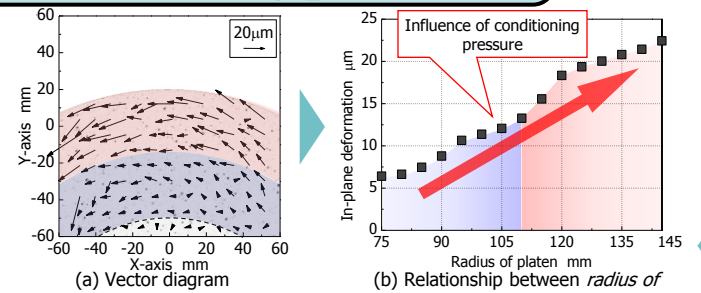 60
40
20
0
-20
-40
-60
Y-axis mm
20μm
-60 -40 -20 0 20 40 60
X-axis mm
(a) Vector diagram
Influence of conditioning
pressure
25
20
15
10
5
0
In-plane deformation μm
75 90 105 120 135 145
Radius of platen mm
(b) Relationship between radius of